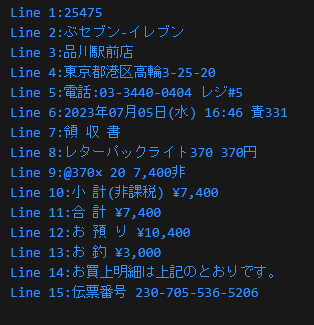 Line 1:25475
Line 2:ぶセブン-イレブン
Line 3:品川駅前店
Line 4:東京都港区高輪3-25-20
Line 5:電話:03-3440-0404 レジ#5
Line 6:2023年07月05日(水) 16:46 責331
Line 7:領 収 書
Line 8:レターパックライト370 370円
Line 9:@370× 20 7,400非
Line 10:小 計(非課税) ¥7,400
Line 11:合 計 ¥7,400
Line 12:お 預 り ¥10,400
Line 13:お 釣 ¥3,000
Line 14:お買上明細は上記のとおりです。
Line 15:伝票番号 230-705-536-5206